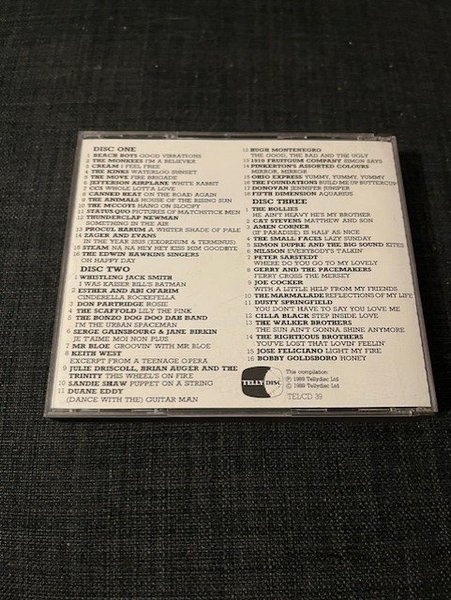 DISC ONE
1 BEACH BOYS GOOD VIBRATIONS
2 THE MONKEES I'M A BELIEVER
3 CREAM I FEEL FREE
4 THE KINKS WATERLOO SUNSET
5 THE MOVE FIRE BRIGADE
6 JEFFERSON AIRPLANE WHITE RABBIT
7 CCS WHOLE LOTTA LOVE
8 CANNED HEAT ON THE ROAD AGAIN
9 THE ANIMALS HOUSE OF THE RISING SUN
10 THE MCCOYS HANG ON SLOOPY
11 STATUS QUO PICTURES OF MATCHSTICK MEN
12 THUNDERCLAP NEWMAN
SOMETHING IN THE AIR
13 PROCUL HARUM A WHITER SHADE OF PALE
14 ZAGER AND EVANS
IN THE YEAR 2525 (EXORDIUM & TERMINUS)
15 STEAM NA NA HEY HEY KISS HIM GOODBYE
16 THE EDWIN HAWKINS SINGERS
OH HAPPY DAY
DISC TWO
1 WHISTLING JACK SMITH
I WAS KAISER BILL'S BATMAN
2 ESTHER AND ABI OFARIM
CINDERELLA ROCKEFELLA
3 DON PARTRIDGE ROSIE
4 THE SCAFFOLD LILY THE PINK
5 THE BONZO DOG DOO DAR BAND
I'M THE URBAN SPACEMAN
6 SERGE GAINSBOURG & JANE BIRKIN
JE T'AIME MOI NON PLUS
7 MR BLOE GROOVIN' WITH MR BLOE
8 KEITH WEST
EXCERPT FROM A TEENAGE OPERA
9 JULIE DRISCOLL, BRIAN AUGER AND THE
TRINITY THIS WHEEL'S ON FIRE
10 SANDIE SHAW PUPPET ON A STRING
11 DUANE EDDY
(DANCE WITH THE) GUITAR MAN
12 HUGH MONTENEGRO
THE GOOD, THE BAD AND THE UGLY
13 1910 FRUITGUM COMPANY SIMON SAYS
14 PINKERTON'S ASSORTED COLOURS
MIRROR, MIRROR
15 OHIO EXPRESS YUMMY, YUMMY, YUMMY
16 THE FOUNDATIONS BUILD ME UP BUTTERCUP
17 DONOVAN JENNIFER JUNIPER
18 FIFTH DIMENSION AQUARIUS
DISC THREE
1 THE HOLLIES
HE AIN'T HEAVY HE'S MY BROTHER
2 CAT STEVENS MATTHEW AND SON
3 AMEN CORNER
(IF PARADISE) IS HALF AS NICE
4 THE SMALL FACES LAZY SUNDAY
5 SIMON DUPRE AND THE BIG SOUND KITES
6 NILSSON EVERYBODY'S TALKIN'
7 PETER SARSTEDT
WHERE DO YOU GO TO MY LOVELY
8 GERRY AND THE PACEMAKERS
FERRY CROSS THE MERSEY
9 JOE COCKER
WITH A LITTLE HELP FROM MY FRIENDS
10 THE MARMALADE REFLECTIONS OF MY LIFE
11 DUSTY SPRINGFIELD
YOU DON'T HAVE TO SAY YOU LOVE ME
12 CILLA BLACK STEP INSIDE LOVE
13 THE WALKER BROTHERS
THE SUN AIN'T GONNA SHINE ANYMORE
14 THE RIGHTEOUS BROTHERS
YOU'VE LOST THAT LOVIN' FEELIN'
15 JOSE FELICIANO LIGHT MY FIRE
16 BOBBY GOLDSBORO HONEY
TELLYDISC
This compilation:
℗ 1989 Tellydisc Ltd
© 1989 Tellydisc Ltd
TELCD 39